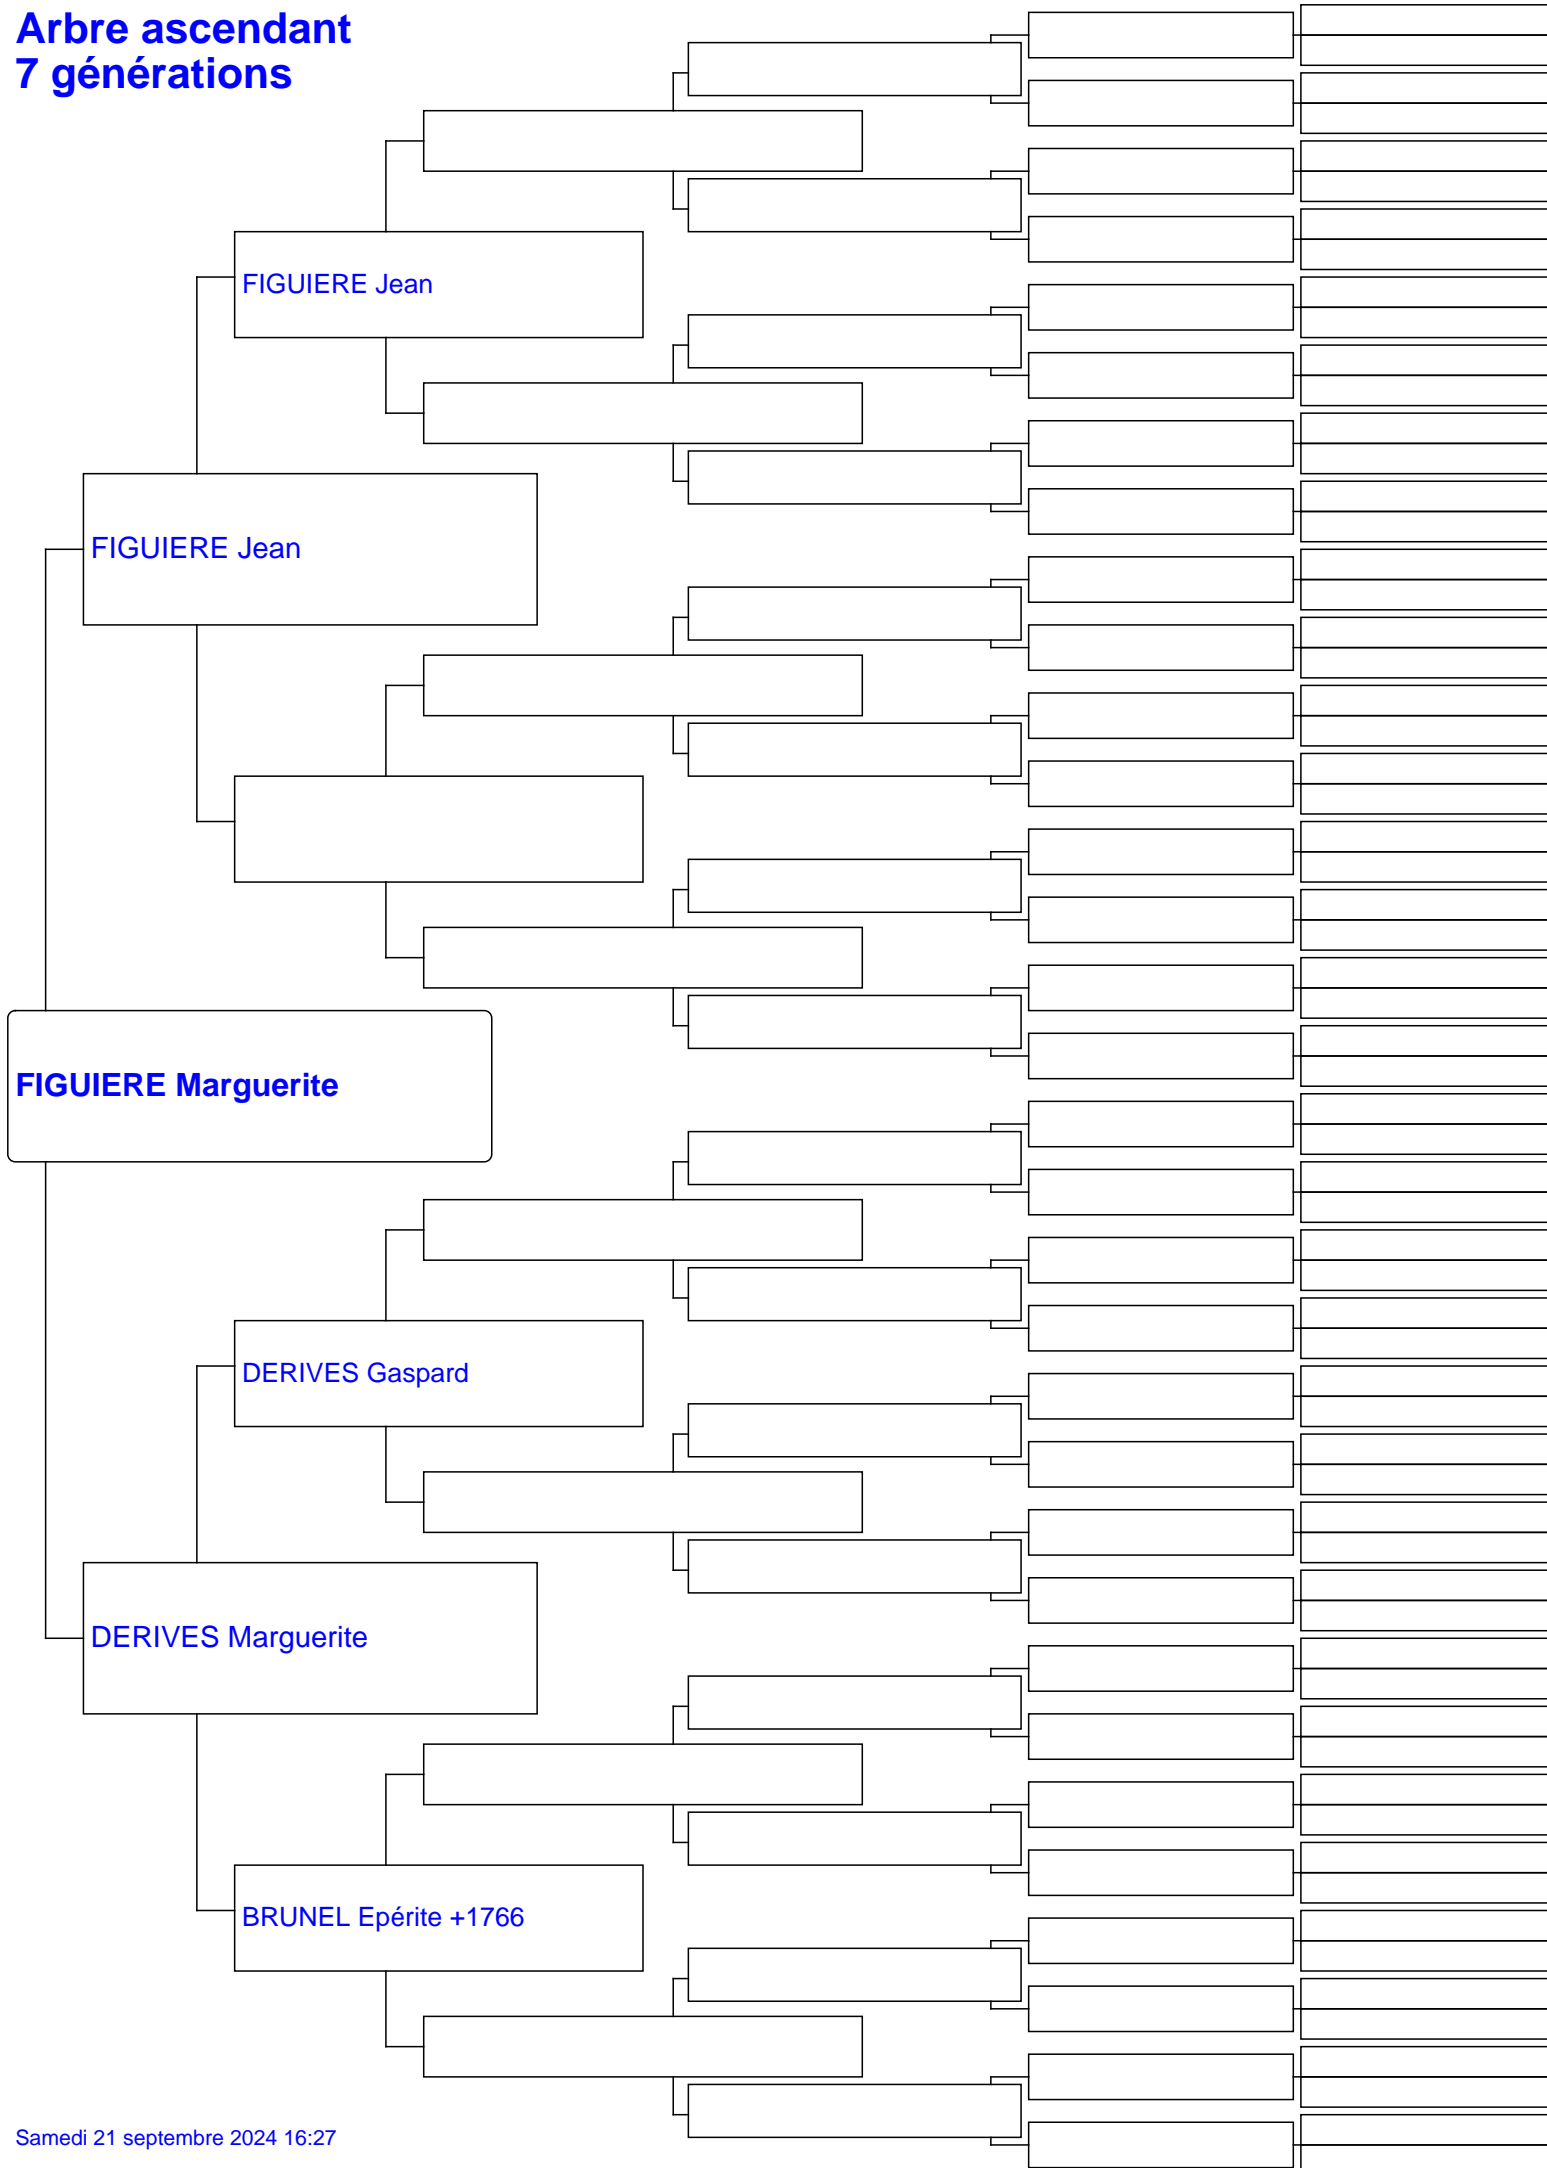 Arbre ascendant
7 générations
FIGUIERE Jean
FIGUIERE Jean
FIGUIERE Marguerite
DERIVES Gaspard
DERIVES Marguerite
BRUNEL Epérite +1766
Samedi 21 septembre 2024 16:27